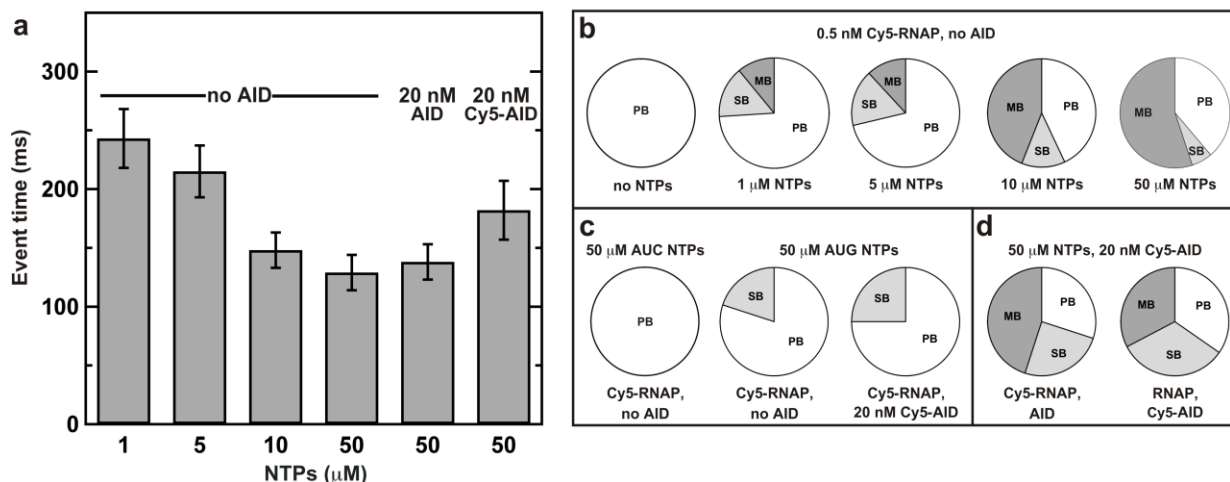 a
300
200
100
0
Event time (ms)
no AID
20 nM
AID
20 nM
Cy5-AID
1 5 10 50 50 50
NTPs (μM)
b
0.5 nM Cy5-RNAP, no AID
PB
no NTPs
MB
SB
PB
1 μM NTPs
MB
SB
PB
5 μM NTPs
MB
PB
SB
10 μM NTPs
MB
PB
SB
50 μM NTPs
c
50 μM AUC NTPs
50 μM AUG NTPs
PB
Cy5-RNAP,
no AID
SB
PB
Cy5-RNAP,
no AID
SB
PB
Cy5-RNAP,
20 nM Cy5-AID
d
50 μM NTPs, 20 nM Cy5-AID
MB
PB
SB
Cy5-RNAP,
AID
MB
PB
SB
RNAP,
Cy5-AID